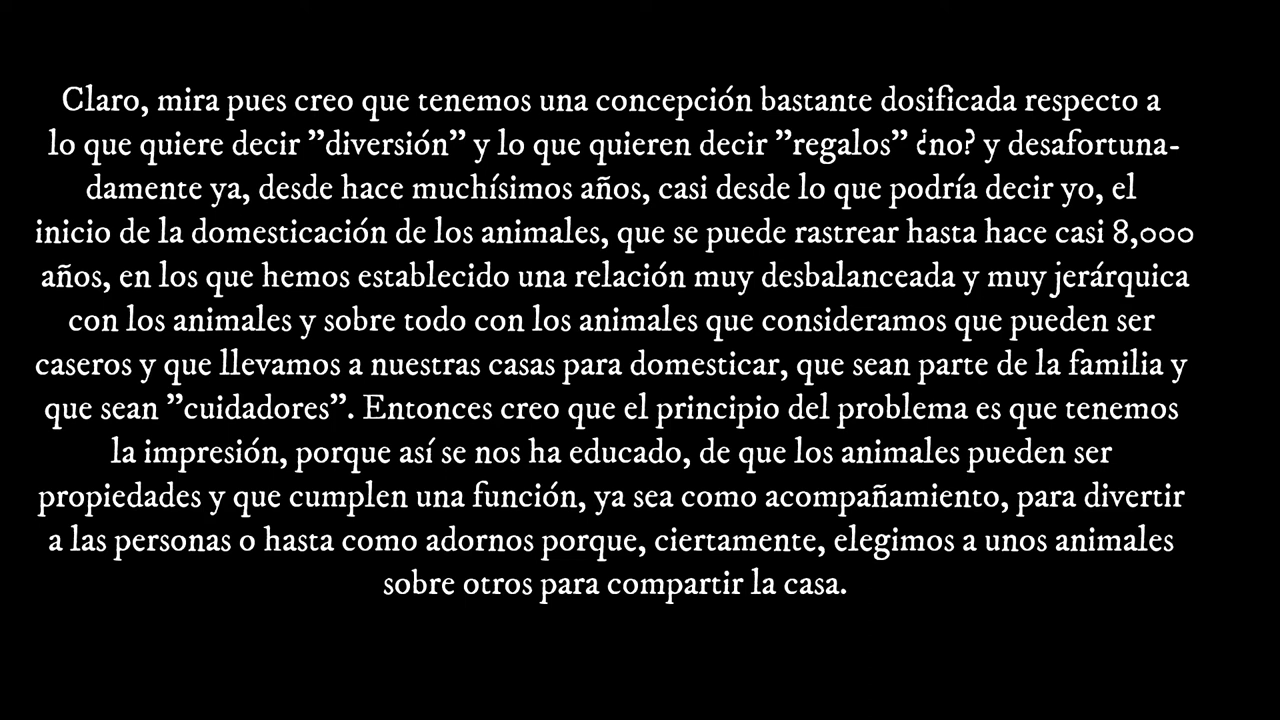 Claro, mira pues creo que tenemos una concepción bastante dosificada respecto a
lo que quiere decir "diversión" y lo que quieren decir "regalos" ¿no? y desafortuna-
damente ya, desde hace muchísimos años, casi desde lo que podría decir yo, el
inicio de la domesticación de los animales, que se puede rastrear hasta hace casi 8,000
años, en los que hemos establecido una relación muy desbalanceada y muy jerárquica
con los animales y sobre todo con los animales que consideramos que pueden ser
caseros y que llevamos a nuestras casas para domesticar, que sean parte de la familia y
que sean "cuidadores". Entonces creo que el principio del problema es que tenemos
la impresión, porque así se nos ha educado, de que los animales pueden ser
propiedades y que cumplen una función, ya sea como acompañamiento, para divertir
a las personas o hasta como adornos porque, ciertamente, elegimos a unos animales
sobre otros para compartir la casa.